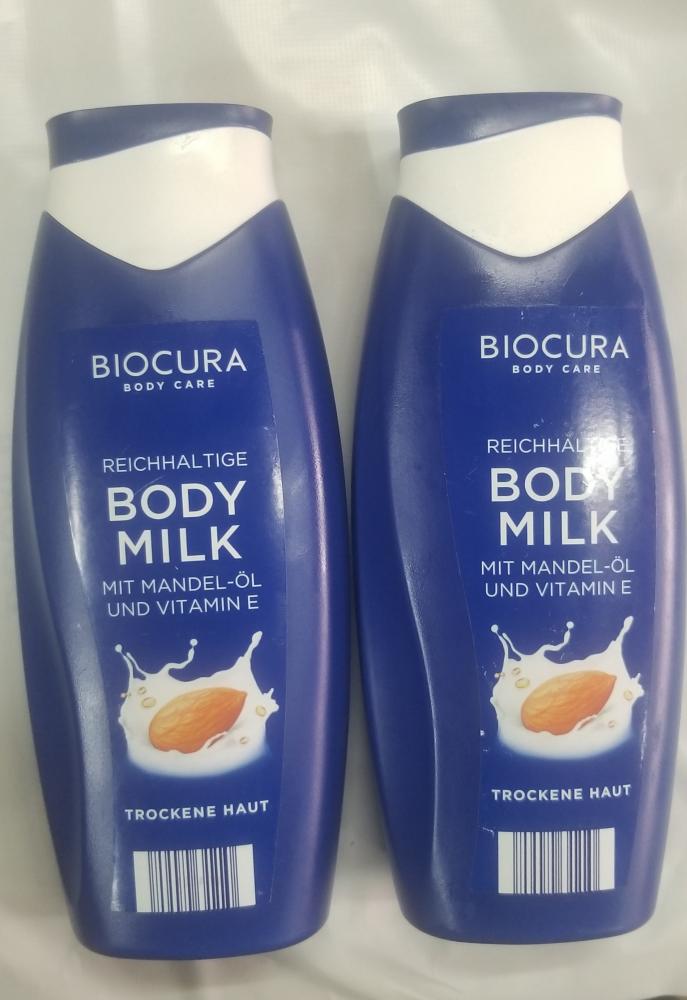 BIOCURA
BODY CARE
REICHHALTIGE
BODY
MILK
MIT MANDEL-ÖL
UND VITAMIN E
TROCKENE HAUT
BIOCURA
BODY CARE
REICHHALTIGE
BODY
MILK
MIT MANDEL-ÖL
UND VITAMIN E
TROCKENE HAUT